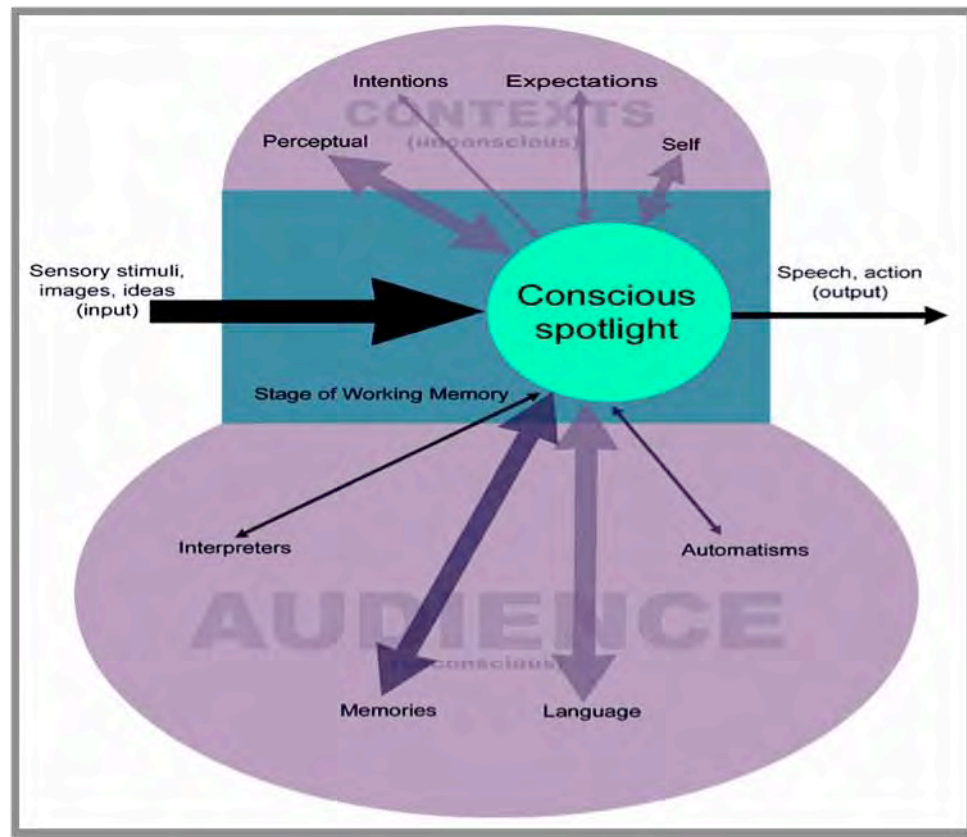 Intentions
Expectations
CONTEXTS
(unconscious)
Perceptual
Self
Sensory stimuli,
images, ideas
(input)
Conscious
spotlight
Speech, action
(output)
Stage of Working Memory
Interpreters
Automatisms
AUDIENCE
(unconscious)
Memories
Language